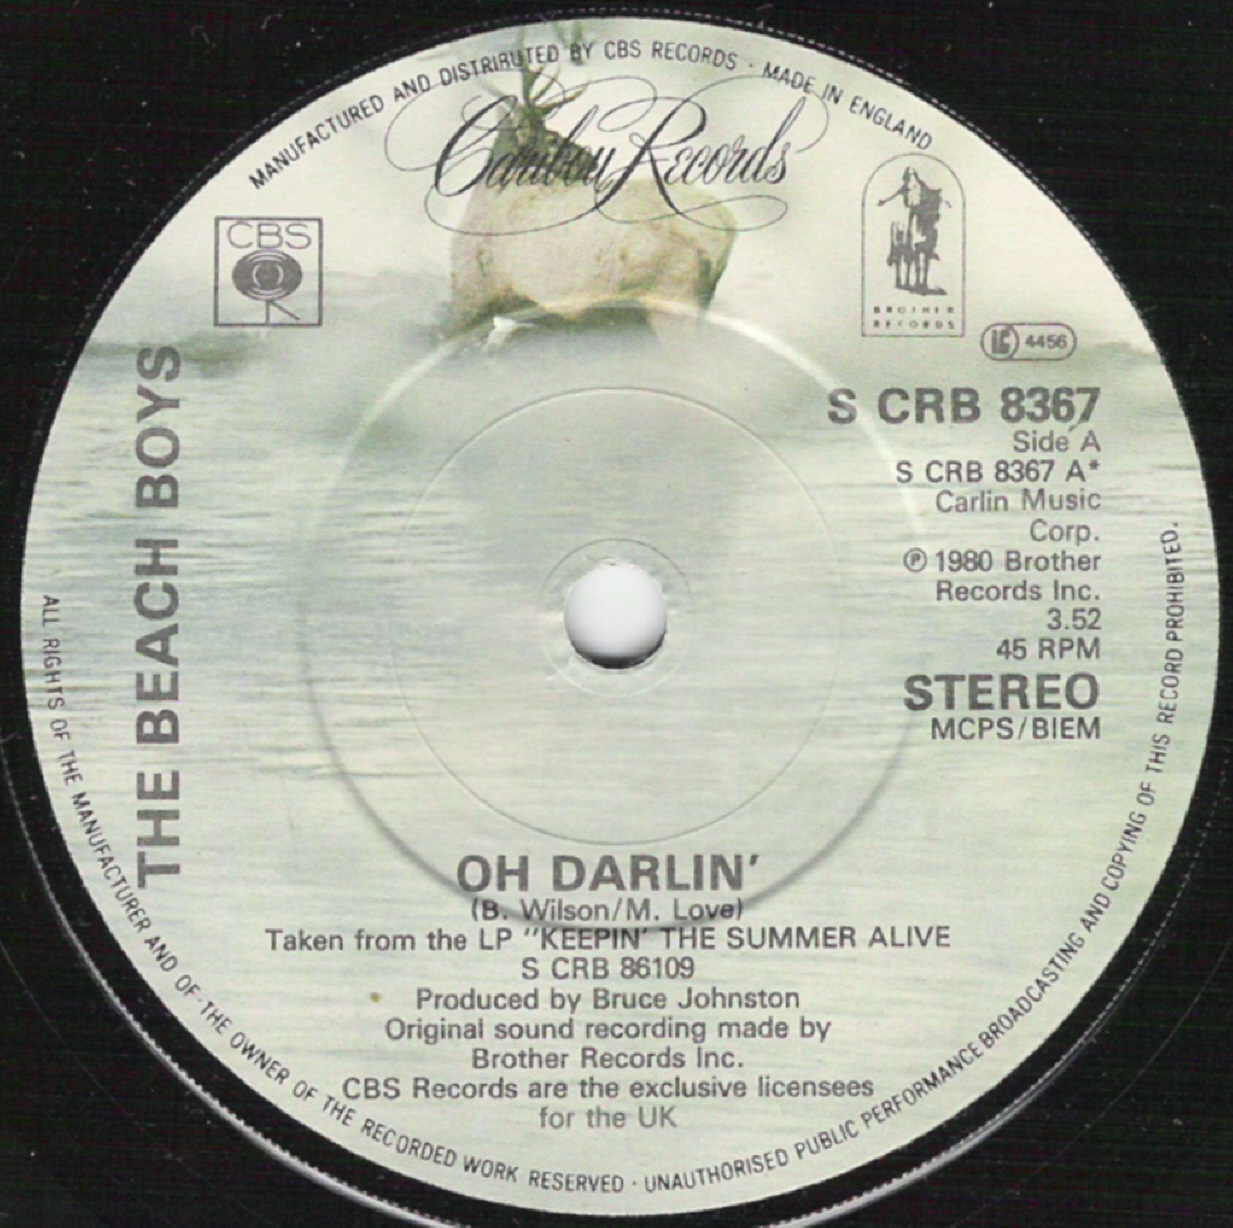 MANUFACTURED AND DISTRIBUTED BY CBS RECORDS · MADE IN ENGLAND
Caribou Records
CBS
BROTHER
RECORDS
4456
THE BEACH BOYS
S CRB 8367
Side A
S CRB 8367 A*
Carlin Music
Corp.
℗ 1980 Brother
Records Inc.
3.52
45 RPM
STEREO
MCPS/BIEM
OH DARLIN'
(B. Wilson/M. Love)
Taken from the LP "KEEPIN' THE SUMMER ALIVE
S CRB 86109
Produced by Bruce Johnston
Original sound recording made by
Brother Records Inc.
CBS Records are the exclusive licensees
for the UK
ALL RIGHTS OF THE MANUFACTURER AND OF · THE OWNER OF THE RECORDED WORK RESERVED · UNAUTHORISED PUBLIC PERFORMANCE BROADCASTING AND COPYING OF THIS RECORD PROHIBITED.